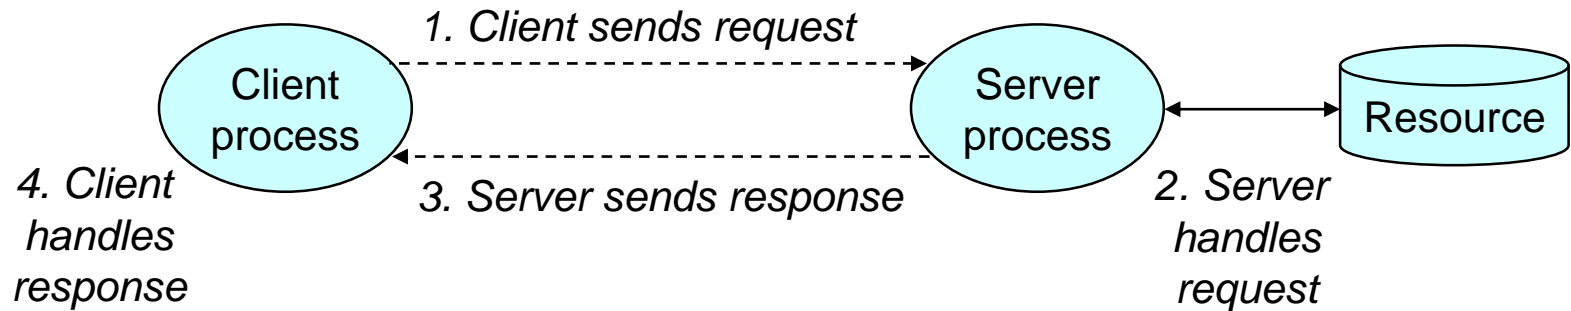 1. Client sends request
Client
process
Server
process
Resource
3. Server sends response
4. Client
handles
response
2. Server
handles
request